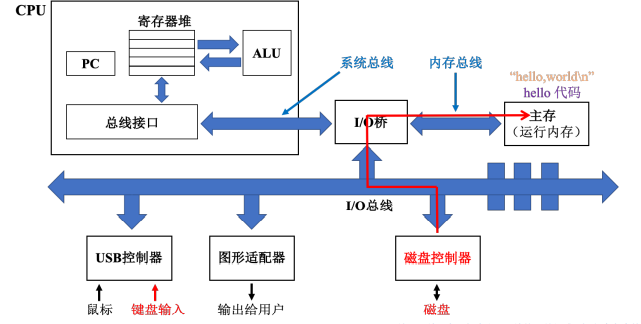 CPU
寄存器堆
PC
ALU
系统总线
内存总线
“hello,world\n”
hello 代码
总线接口
I/O桥
主存
（运行内存）
I/O总线
USB控制器
图形适配器
磁盘控制器
鼠标
键盘输入
输出给用户
磁盘